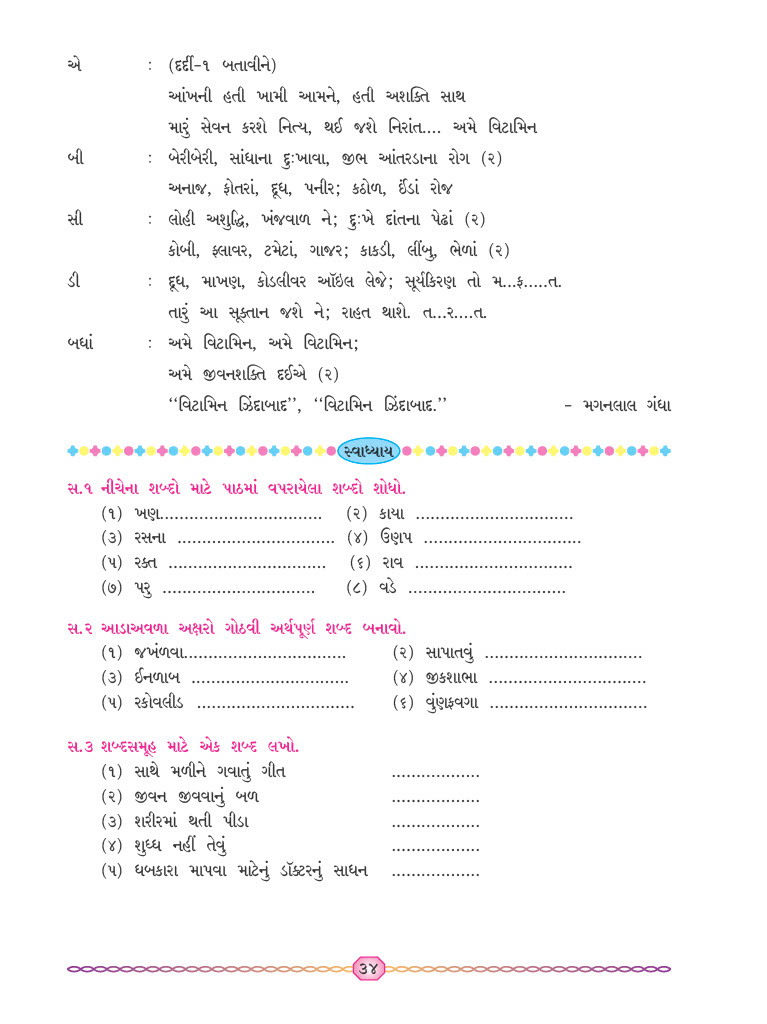 એ : (દર્દી-૧ બતાવીને)
આંખની હતી ખામી આમને, હતી અશક્તિ સાથ
મારું સેવન કરશે નિત્ય, થઈ જશે નિરાંત.... અમે વિટામિન
બી : બેરીબેરી, સાંધાના દુઃખાવા, જીભ આંતરડાના રોગ (૨)
અનાજ, ફોતરાં, દૂધ, પનીર; કઠોળ, ઈંડાં રોજ
સી : લોહી અશુદ્ધિ, ખંજવાળ ને; દુઃખે દાંતના પેઢાં (૨)
કોબી, ફ્લાવર, ટમેટાં, ગાજર; કાકડી, લીંબુ, ભેળાં (૨)
ડી : દૂધ, માખણ, કોડલીવર ઑઇલ લેજે; સૂર્યકિરણ તો મ...ફ.....ત.
તારું આ સૂક્તાન જશે ને; રાહત થાશે. ત...ર....ત.
બધાં : અમે વિટામિન, અમે વિટામિન;
અમે જીવનશક્તિ દઈએ (૨)
‘‘વિટામિન ઝિંદાબાદ’’, ‘‘વિટામિન ઝિંદાબાદ.’’ - મગનલાલ ગંધા
સ્વાધ્યાય
સ.૧ નીચેના શબ્દો માટે પાઠમાં વપરાયેલા શબ્દો શોધો.
(૧) ખણ................................. (૨) કાયા ................................
(૩) રસના ................................ (૪) ઉણપ ................................
(૫) રક્ત ................................ (૬) રાવ ................................
(૭) પરુ ............................... (૮) વડે ................................
સ.૨ આડાઅવળા અક્ષરો ગોઠવી અર્થપૂર્ણ શબ્દ બનાવો.
(૧) જખંળવા................................. (૨) સાપાતવું ................................
(૩) ઈનળાબ ................................ (૪) જીકશાભા ................................
(૫) રકોવલીડ ................................ (૬) વુંણફવગા ................................
સ.૩ શબ્દસમૂહ માટે એક શબ્દ લખો.
(૧) સાથે મળીને ગવાતું ગીત ..................
(૨) જીવન જીવવાનું બળ ..................
(૩) શરીરમાં થતી પીડા ..................
(૪) શુધ્ધ નહીં તેવું ..................
(૫) ધબકારા માપવા માટેનું ડૉક્ટરનું સાધન ..................
૩૪